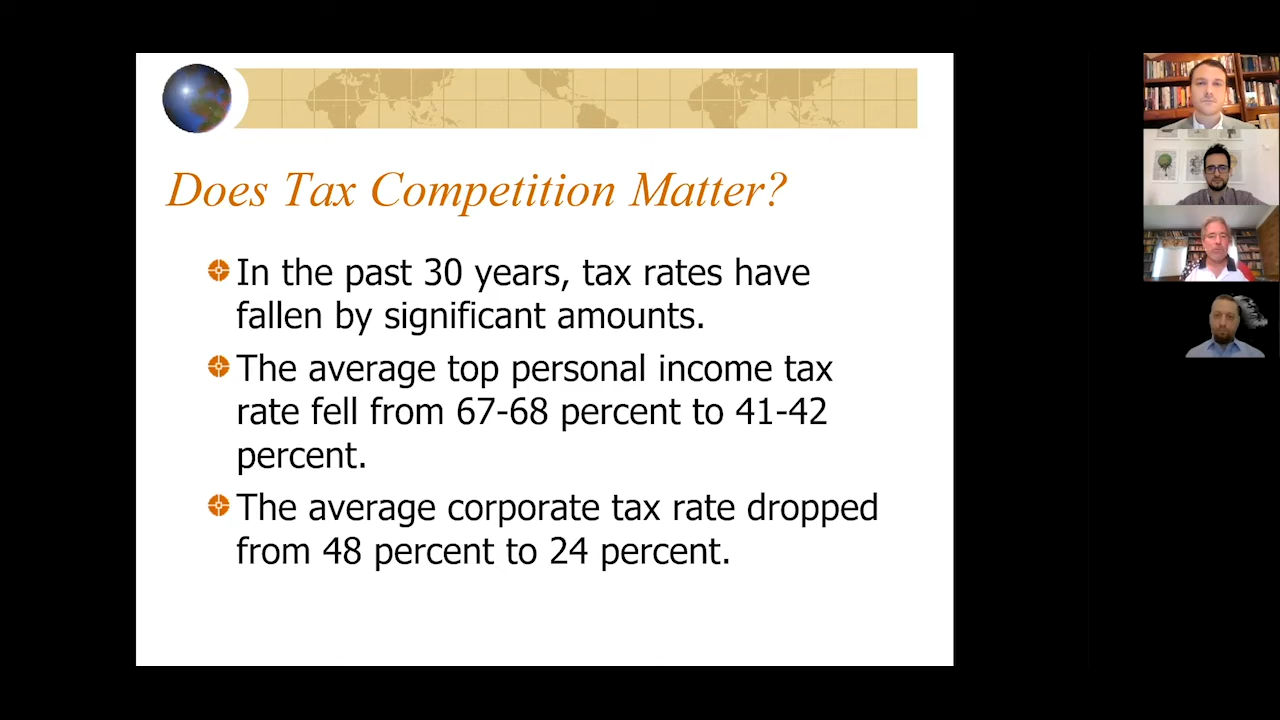 Does Tax Competition Matter?
In the past 30 years, tax rates have
fallen by significant amounts.
The average top personal income tax
rate fell from 67-68 percent to 41-42
percent.
The average corporate tax rate dropped
from 48 percent to 24 percent.